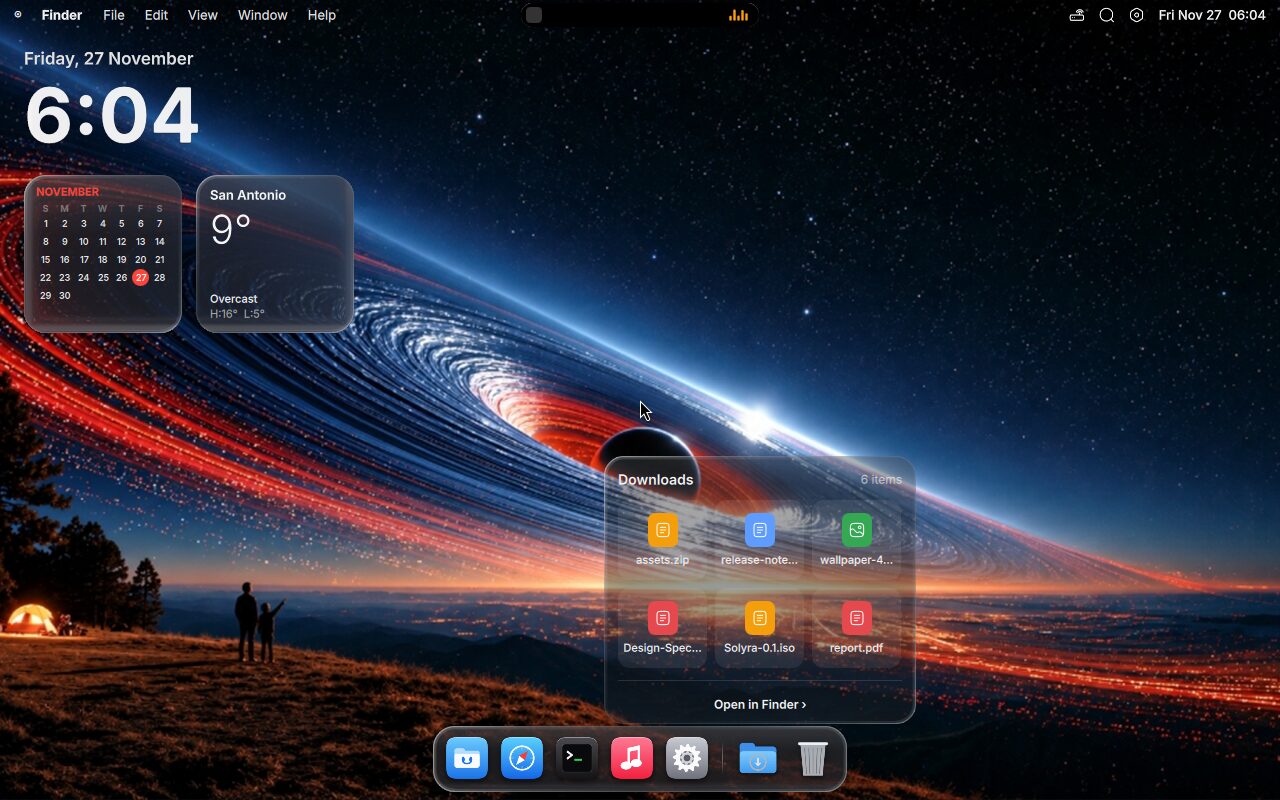 Finder File Edit View Window Help
Fri Nov 27 06:04
Friday, 27 November
6:04
NOVEMBER
S M T W T F S
1 2 3 4 5 6 7
8 9 10 11 12 13 14
15 16 17 18 19 20 21
22 23 24 25 26 27 28
29 30
San Antonio
9°
Overcast
H:16° L:5°
Downloads 6 items
assets.zip release-note... wallpaper-4...
Design-Spec... Solyra-0.1.iso report.pdf
Open in Finder ›